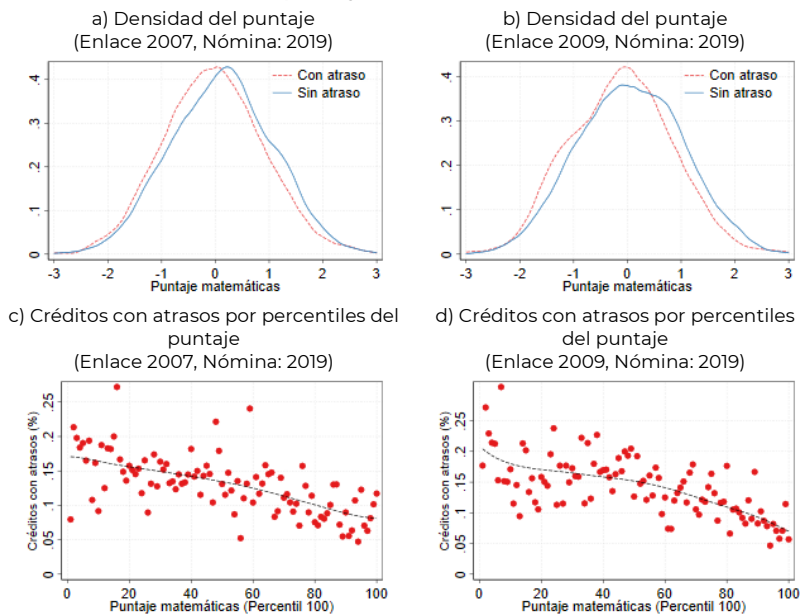 a) Densidad del puntaje
(Enlace 2007, Nómina: 2019)
.4
.3
.2
.1
0
-3
-2
-1
0
1
2
3
Con atraso
Sin atraso
Puntaje matemáticas
b) Densidad del puntaje
(Enlace 2009, Nómina: 2019)
.4
.3
.2
.1
0
-3
-2
-1
0
1
2
3
Con atraso
Sin atraso
Puntaje matemáticas
c) Créditos con atrasos por percentiles del
puntaje
(Enlace 2007, Nómina: 2019)
Créditos con atrasos (%)
.25
.2
.15
.1
.05
0
0
20
40
60
80
100
Puntaje matemáticas (Percentil 100)
d) Créditos con atrasos por percentiles
del puntaje
(Enlace 2009, Nómina: 2019)
Créditos con atrasos (%)
.25
.2
.15
.1
.05
0
0
20
40
60
80
100
Puntaje matemáticas (Percentil 100)